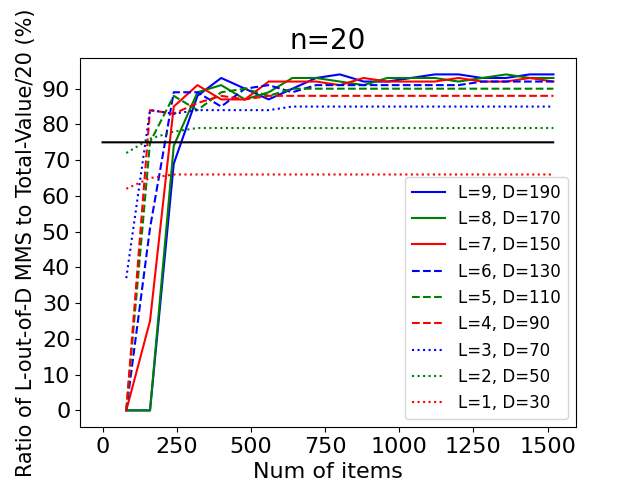 n=20
Ratio of L-out-of-D MMS to Total-Value/20 (%)
90
80
70
60
50
40
30
20
10
0
L=9, D=190
L=8, D=170
L=7, D=150
L=6, D=130
L=5, D=110
L=4, D=90
L=3, D=70
L=2, D=50
L=1, D=30
0 250 500 750 1000 1250 1500
Num of items